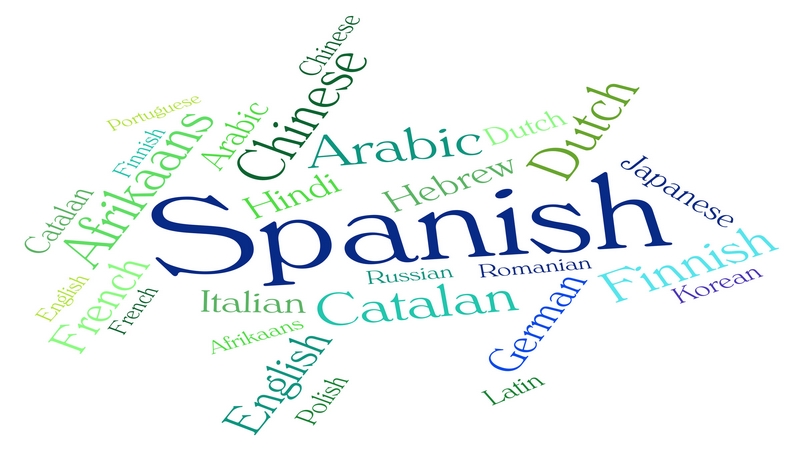 Chinese
Chinese
Portuguese
Finnish
Arabic
Afrikaans
Arabic
Dutch
Dutch
Hindi
Hebrew
Japanese
Catalan
Spanish
Finnish
Korean
English
French
French
Russian
Romanian
Italian
Catalan
German
Afrikaans
English
Polish
Latin